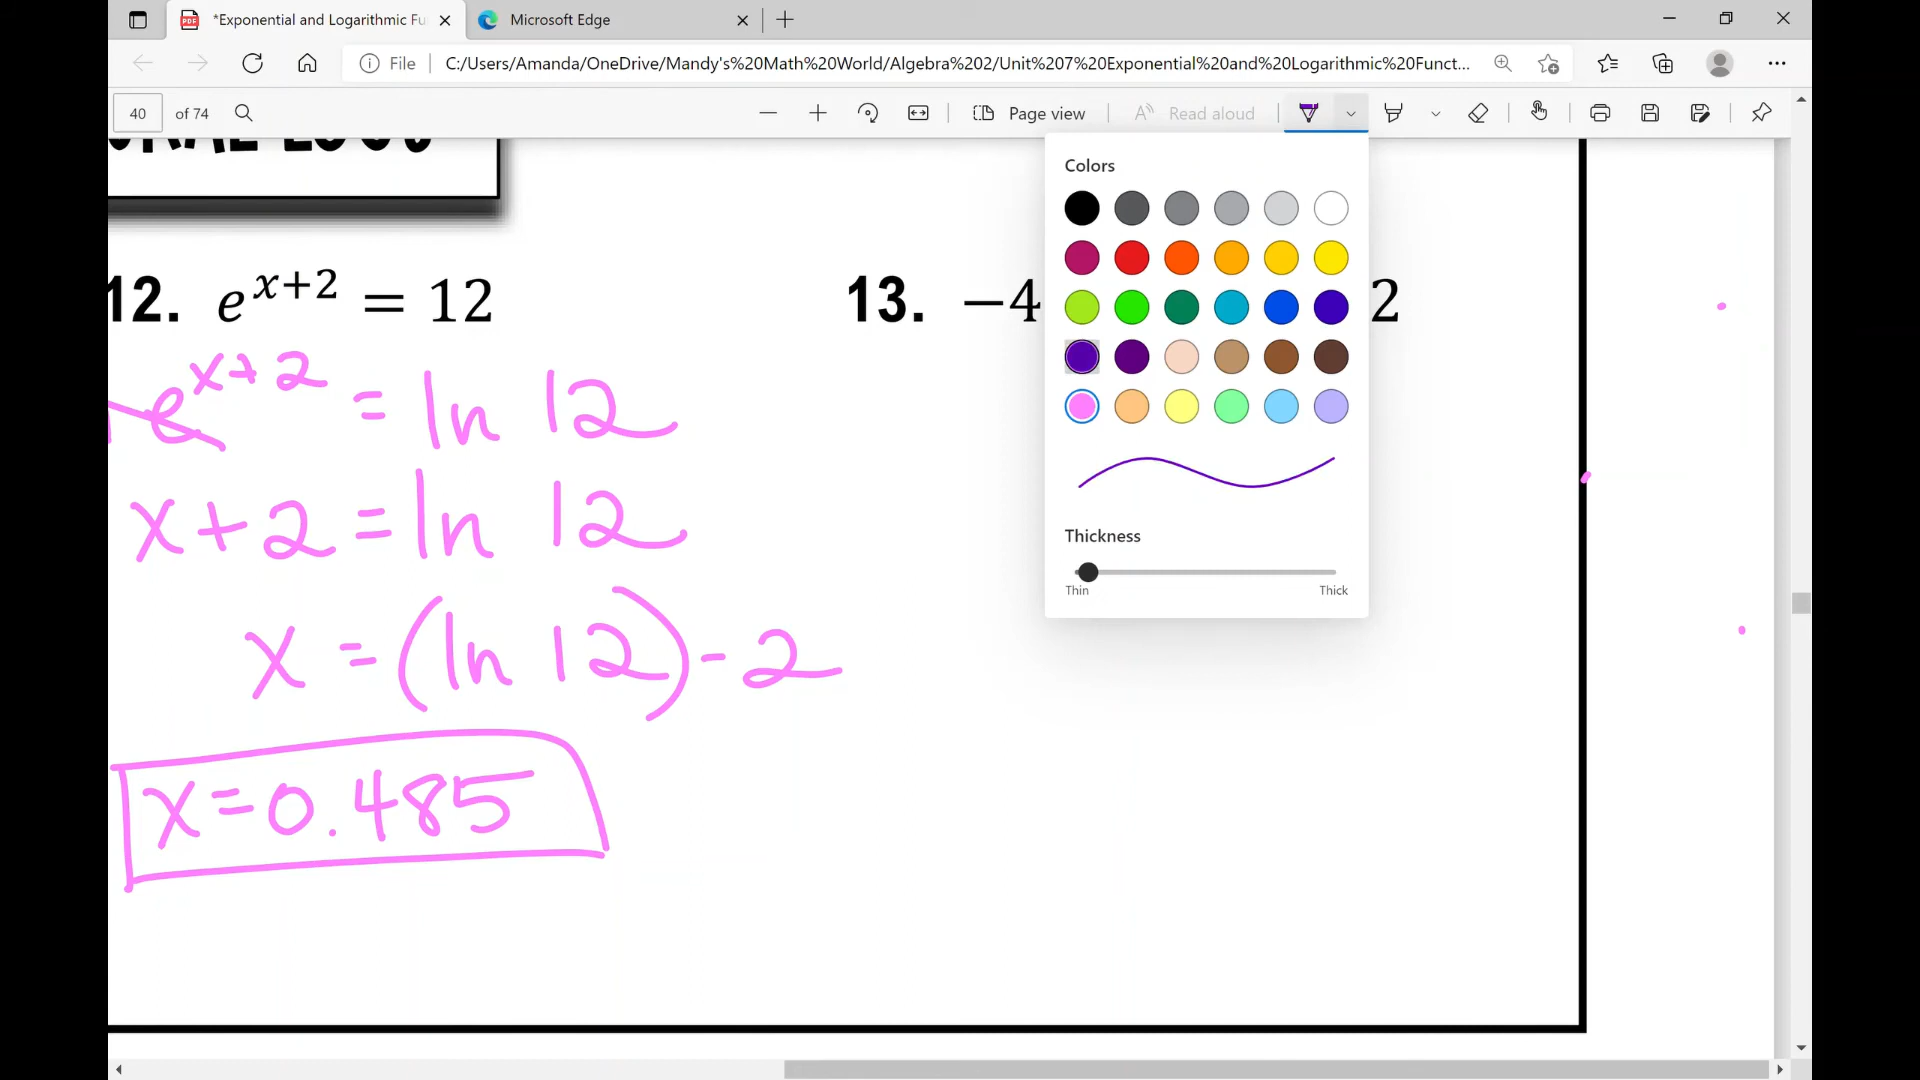 *Exponential and Logarithmic Fu
Microsoft Edge
File
C:/Users/Amanda/OneDrive/Mandy's%20Math%20World/Algebra%202/Unit%207%20Exponential%20and%20Logarithmic%20Funct...
40 of 74
Page view
Read aloud
Colors
Thickness
Thin
Thick
12. e^{x+2} = 12
e^{x+2} = ln 12
x+2 = ln 12
x = (ln 12) - 2
x = 0.485
13. −4
2